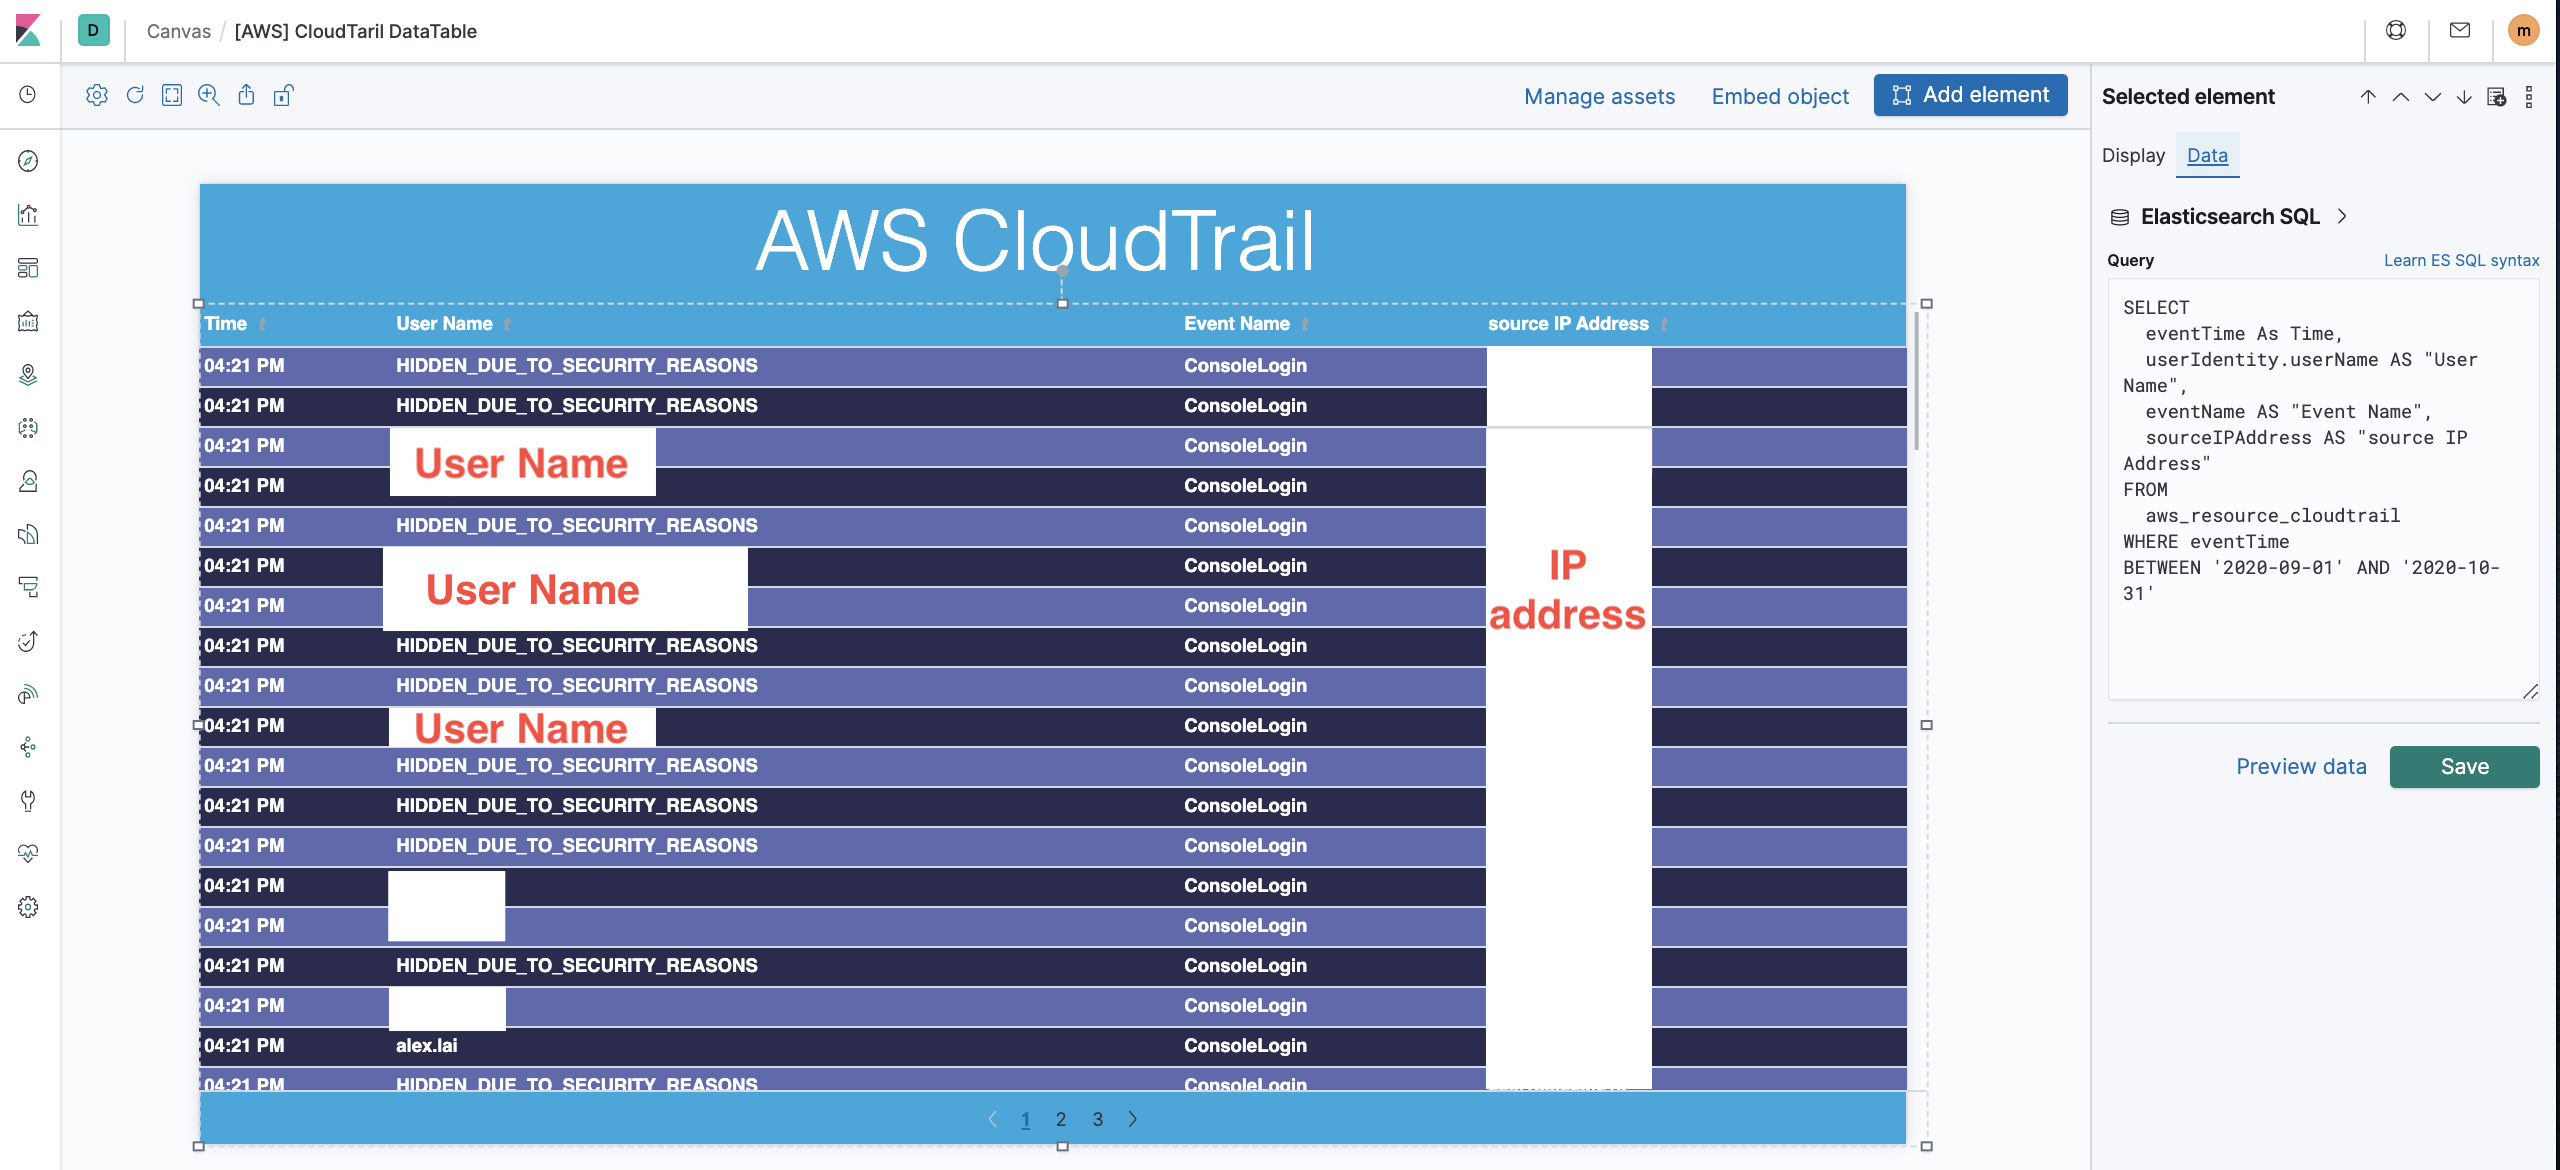 D
Canvas / [AWS] CloudTaril DataTable
m
Manage assets
Embed object
Add element
AWS CloudTrail
Time t User Name t Event Name t source IP Address t
04:21 PM HIDDEN_DUE_TO_SECURITY_REASONS ConsoleLogin
04:21 PM HIDDEN_DUE_TO_SECURITY_REASONS ConsoleLogin
04:21 PM ConsoleLogin
User Name
04:21 PM ConsoleLogin
04:21 PM HIDDEN_DUE_TO_SECURITY_REASONS ConsoleLogin
04:21 PM ConsoleLogin
User Name
IP
address
04:21 PM ConsoleLogin
04:21 PM HIDDEN_DUE_TO_SECURITY_REASONS ConsoleLogin
04:21 PM HIDDEN_DUE_TO_SECURITY_REASONS ConsoleLogin
04:21 PM User Name ConsoleLogin
04:21 PM HIDDEN_DUE_TO_SECURITY_REASONS ConsoleLogin
04:21 PM HIDDEN_DUE_TO_SECURITY_REASONS ConsoleLogin
04:21 PM HIDDEN_DUE_TO_SECURITY_REASONS ConsoleLogin
04:21 PM ConsoleLogin
04:21 PM ConsoleLogin
04:21 PM HIDDEN_DUE_TO_SECURITY_REASONS ConsoleLogin
04:21 PM ConsoleLogin
04:21 PM alex.lai ConsoleLogin
04:21 PM HIDDEN_DUE_TO_SECURITY_REASONS ConsoleLogin
1 2 3
Selected element
Display Data
Elasticsearch SQL
Query Learn ES SQL syntax
SELECT
eventTime As Time,
userIdentity.userName AS "User
Name",
eventName AS "Event Name",
sourceIPAddress AS "source IP
Address"
FROM
aws_resource_cloudtrail
WHERE eventTime
BETWEEN '2020-09-01' AND '2020-10-
31'
Preview data Save